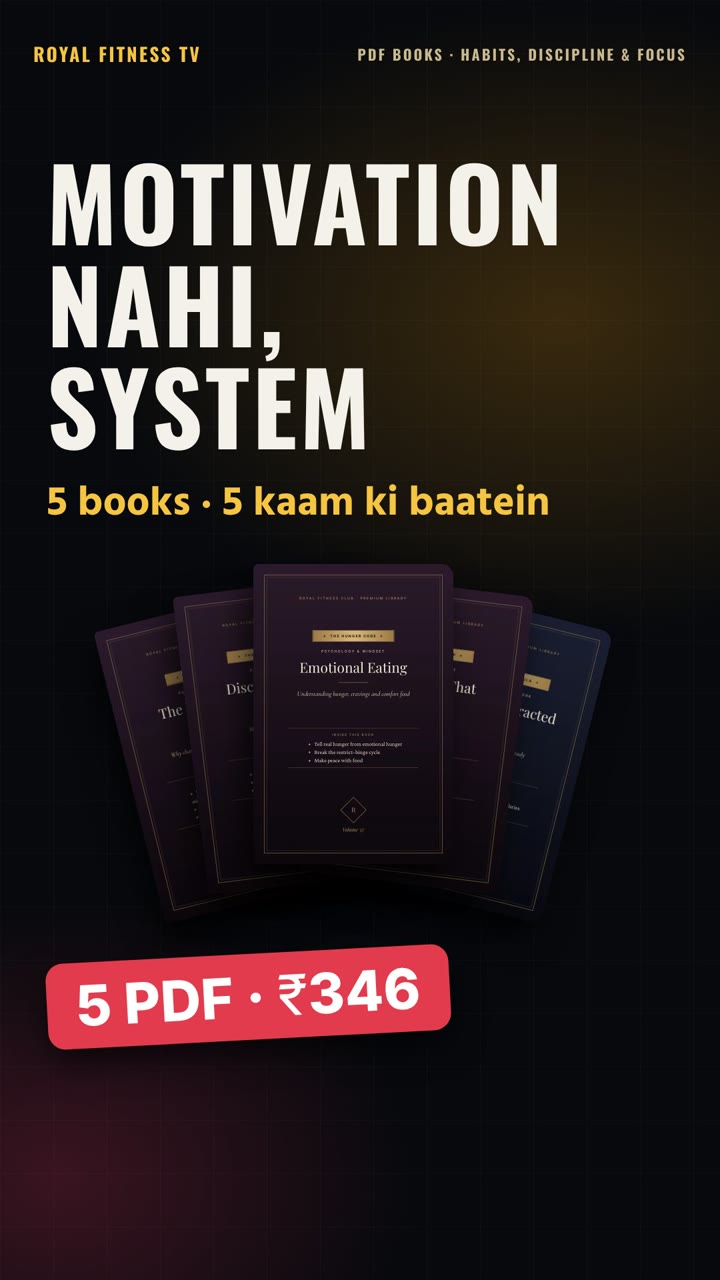 ROYAL FITNESS TV
PDF BOOKS · HABITS, DISCIPLINE & FOCUS
MOTIVATION
NAHI,
SYSTEM
5 books · 5 kaam ki baatein
ROYAL FITNESS CLUB · PREMIUM LIBRARY
THE HUNGER CODE
PSYCHOLOGY & MINDSET
Emotional Eating
Understanding hunger, cravings and comfort food
INSIDE THIS BOOK
• Tell real hunger from emotional hunger
• Break the restrict–binge cycle
• Make peace with food
R
The
5 PDF · ₹346